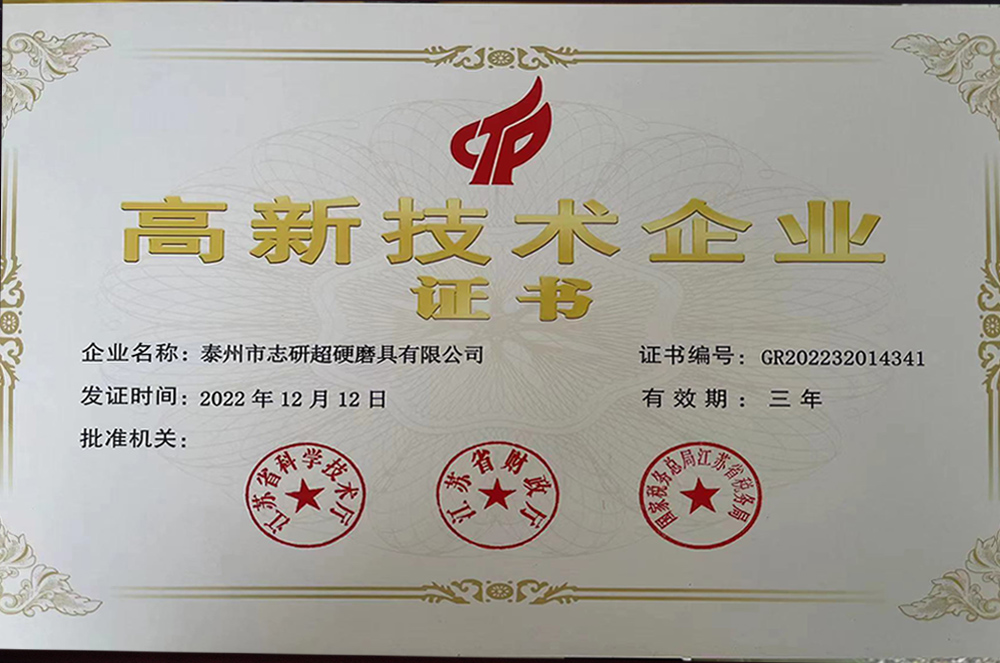 CTP
高新技术企业
证书
企业名称：泰州市志研超硬磨具有限公司
证书编号：GR202232014341
发证时间：2022年12月12日
有效期：三年
批准机关：
江苏省科学技术厅
江苏省财政厅
国家税务总局江苏省税务局